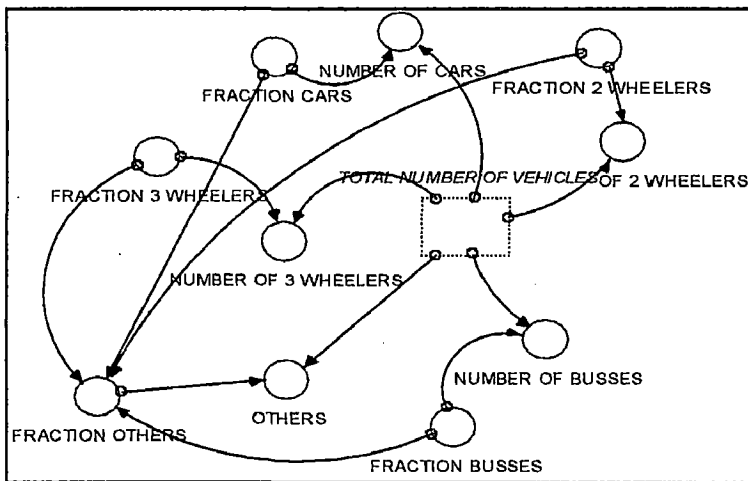 NUMBER OF CARS
FRACTION CARS
FRACTION 2 WHEELERS
FRACTION 3 WHEELERS
TOTAL NUMBER OF VEHICLES
OF 2 WHEELERS
NUMBER OF 3 WHEELERS
NUMBER OF BUSSES
OTHERS
FRACTION OTHERS
FRACTION BUSSES